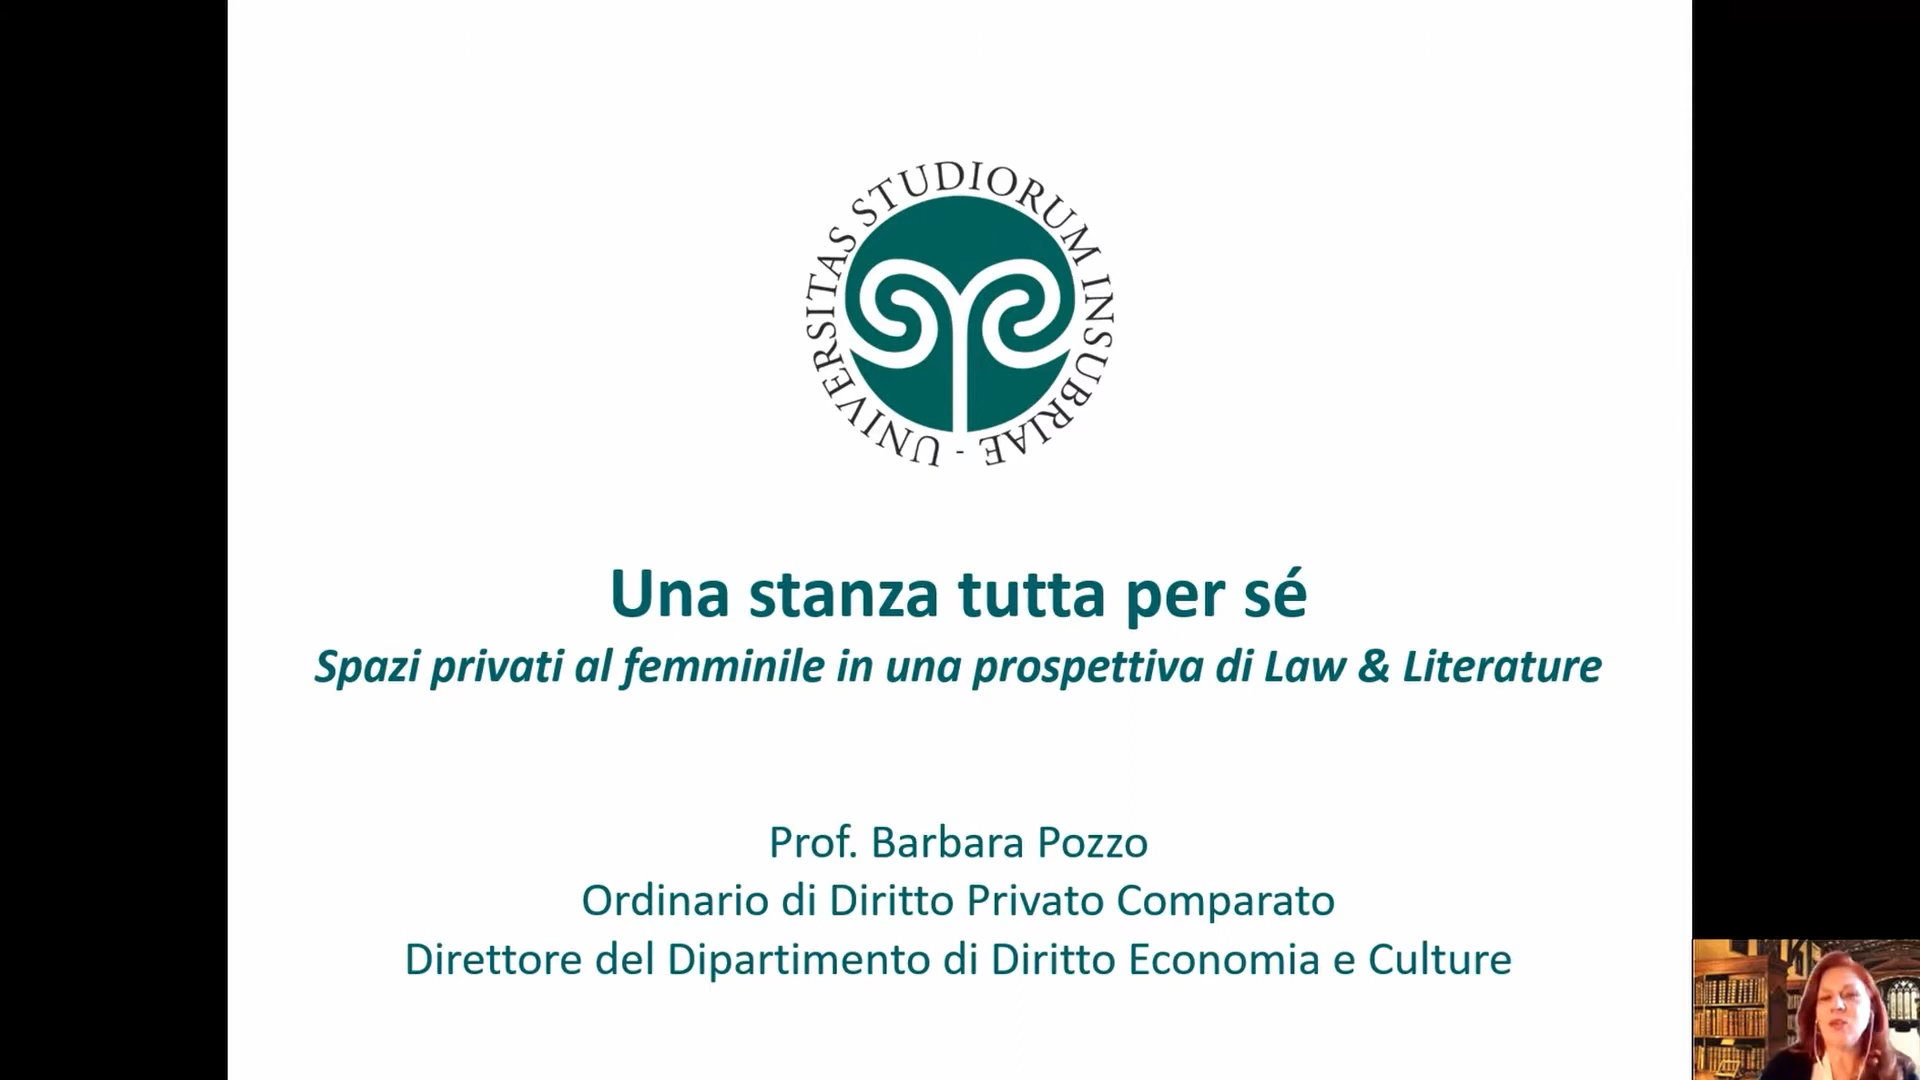 UNIVERSITAS STUDIORUM INSUBRIAE -
Una stanza tutta per sé
Spazi privati al femminile in una prospettiva di Law & Literature
Prof. Barbara Pozzo
Ordinario di Diritto Privato Comparato
Direttore del Dipartimento di Diritto Economia e Culture